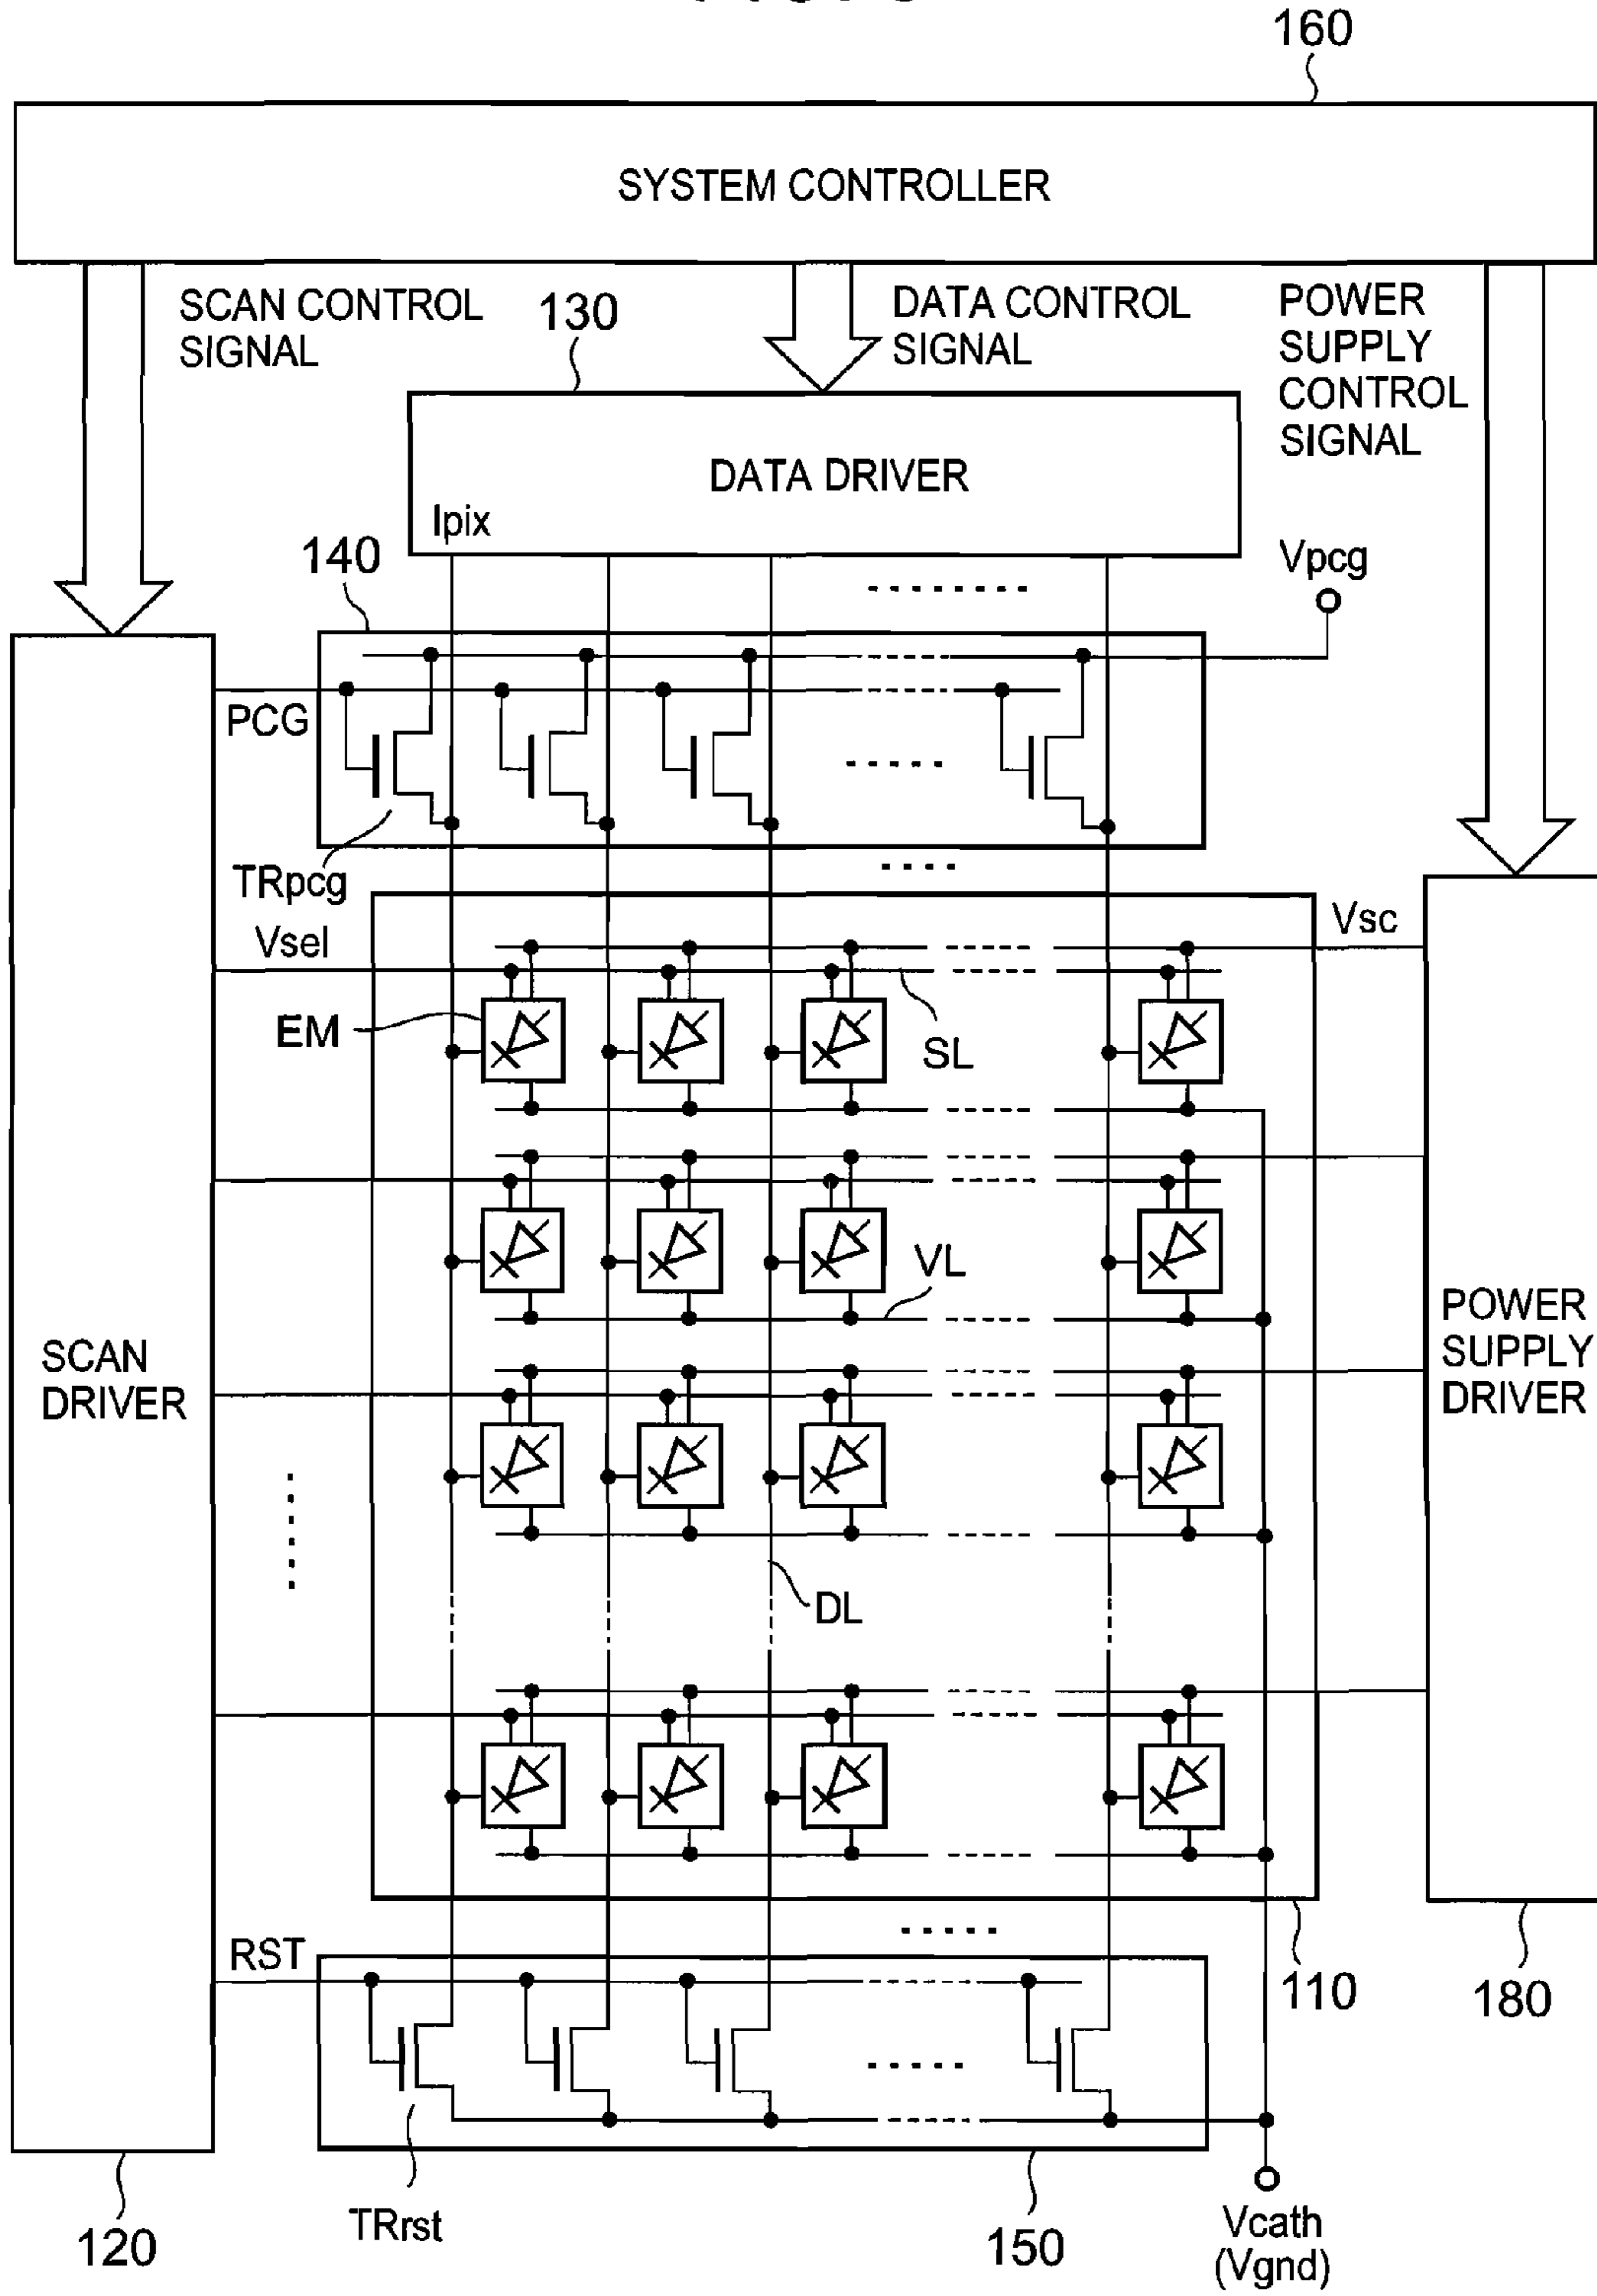 160
SYSTEM CONTROLLER
SCAN CONTROL
SIGNAL
130
DATA CONTROL
SIGNAL
POWER
SUPPLY
CONTROL
SIGNAL
DATA DRIVER
Ipix
140
Vpcg
PCG
TRpcg
Vsel
Vsc
EM
SL
VL
SCAN
DRIVER
POWER
SUPPLY
DRIVER
DL
RST
110
180
TRrst
120
150
Vcath
(Vgnd)